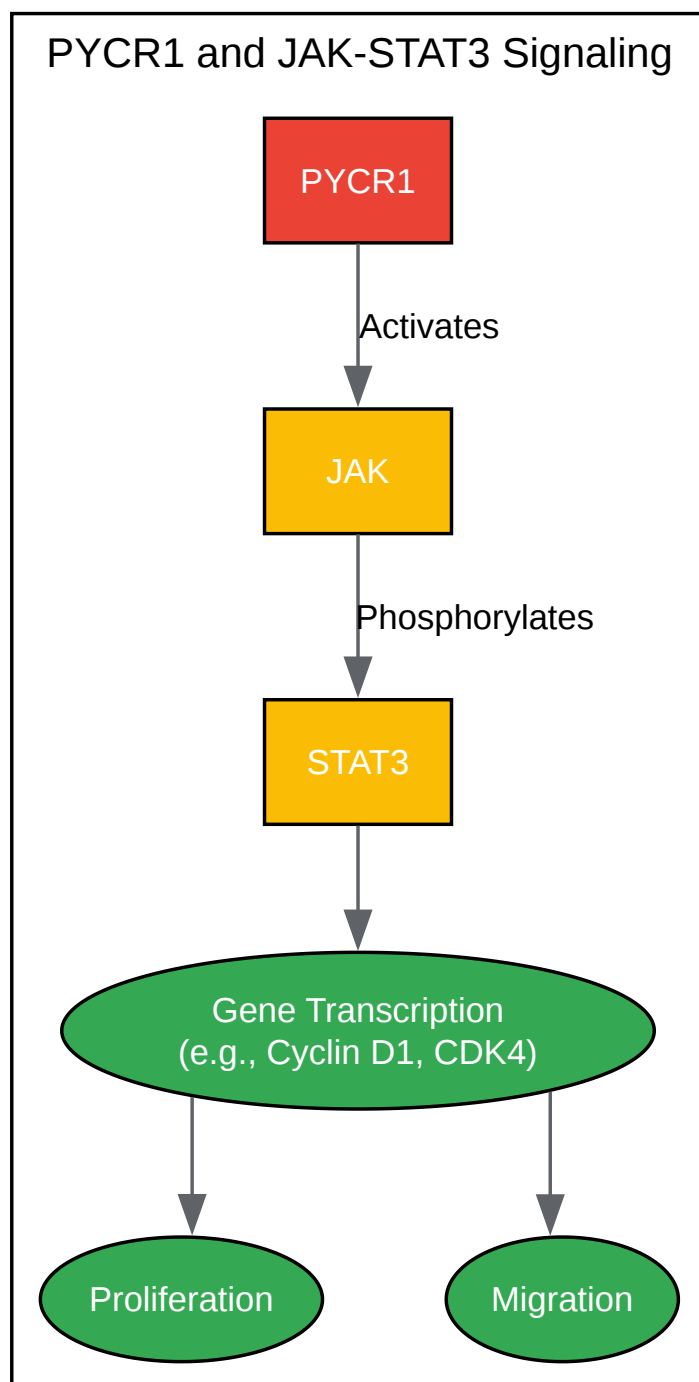 PYCR1 and JAK-STAT3 Signaling
PYCR1
Activates
JAK
Phosphorylates
STAT3
Gene Transcription
(e.g., Cyclin D1, CDK4)
Proliferation
Migration